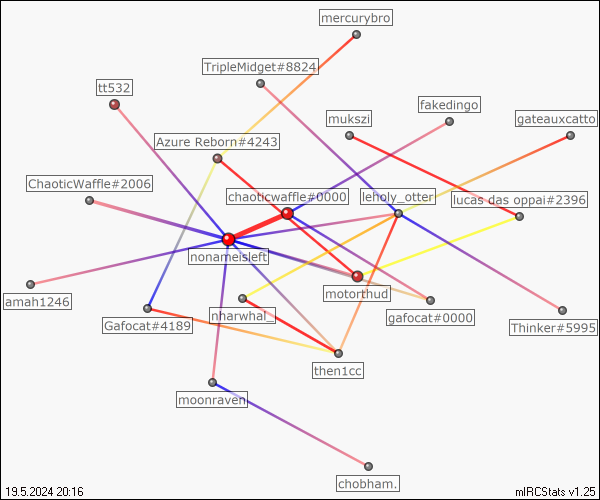 mercurybro
TripleMidget#8824
tt532
fakedingo
mukszi
gateauxcatto
Azure Reborn#4243
ChaoticWaffle#2006
chaoticwaffle#0000
leholy_otter
lucas das oppai#2396
nonameisleft
motorthud
amah1246
nharwhal_
gafocat#0000
Gafocat#4189
Thinker#5995
then1cc
moonraven
chobham.
19.5.2024 20:16
mIRCStats v1.25